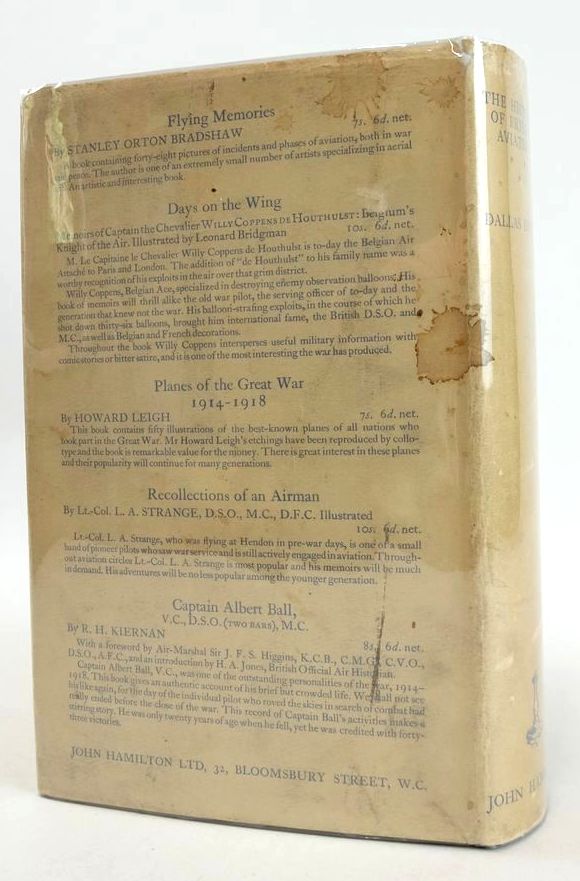 Flying Memories
By STANLEY ORTON BRADSHAW 7s. 6d. net.
A book containing forty-eight pictures of incidents and phases of aviation, both in war
and peace. The author is one of an extremely small number of artists specializing in aerial
art. An artistic and interesting book.
Days on the Wing
Memoirs of Captain the Chevalier WILLY COPPENS DE HOUTHULST: Belgium's
Knight of the Air. Illustrated by Leonard Bridgman 10s. 6d. net.
M. Le Capitaine le Chevalier Willy Coppens de Houthulst is to-day the Belgian Air
Attaché to Paris and London. The addition of "de Houthulst" to his family name was a
worthy recognition of his exploits in the air over that grim district.
Willy Coppens, Belgian Ace, specialized in destroying enemy observation balloons. His
book of memoirs will thrill alike the old war pilot, the serving officer of to-day and the
generation that knew not the war. His balloon-strafing exploits, in the course of which he
shot down thirty-six balloons, brought him international fame, the British D.S.O. and
M.C., as well as Belgian and French decorations.
Throughout the book Willy Coppens intersperses useful military information with
comic stories or bitter satire, and it is one of the most interesting the war has produced.
Planes of the Great War
1914-1918
By HOWARD LEIGH 7s. 6d. net.
This book contains fifty illustrations of the best-known planes of all nations who
took part in the Great War. Mr Howard Leigh's etchings have been reproduced by collo-
type and the book is remarkable value for the money. There is great interest in these planes
and their popularity will continue for many generations.
Recollections of an Airman
By Lt.-Col. L. A. STRANGE, D.S.O., M.C., D.F.C. Illustrated
10s. 6d. net.
Lt.-Col. L. A. Strange, who was flying at Hendon in pre-war days, is one of a small
band of pioneer pilots who saw war service and is still actively engaged in aviation. Through-
out aviation circles Lt.-Col. L. A. Strange is most popular and his memoirs will be much
in demand. His adventures will be no less popular among the younger generation.
Captain Albert Ball,
V.C., D.S.O. (TWO BARS), M.C.
By R. H. KIERNAN 8s. 6d. net.
With a foreword by Air-Marshal Sir J. F. S. Higgins, K.C.B., C.M.G., C.V.O.,
D.S.O., A.F.C., and an introduction by H. A. Jones, British Official Air Historian.
Captain Albert Ball, V.C., was one of the outstanding personalities of the war, 1914–
1918. This book gives an authentic account of his brief but crowded life. We shall not see
his like again, for the day of the individual pilot who roved the skies in search of combat had
really ended before the close of the war. This record of Captain Ball's activities makes a
stirring story. He was only twenty years of age when he fell, yet he was credited with forty-
three victories.
JOHN HAMILTON LTD, 32, BLOOMSBURY STREET, W.C.
THE
OF
DALLAS
JOHN